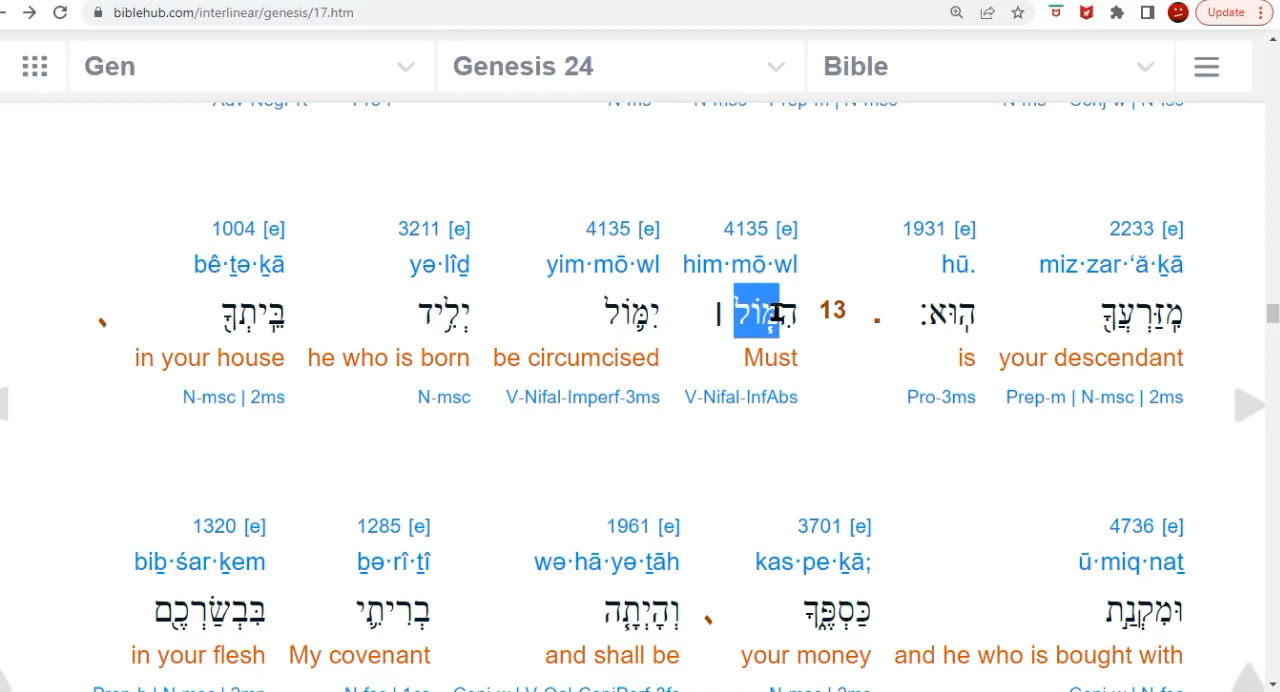 biblehub.com/interlinear/genesis/17.htm
Update
Gen
Genesis 24
Bible
1004 [e] 3211 [e] 4135 [e] 4135 [e] 1931 [e] 2233 [e]
bê·ṯə·ḵā yə·lîḏ yim·mō·wl him·mō·wl hū. miz·zar·‘ă·ḵā
מִֽזַּרְעֲךָ֖ הֽוּא׃ . 13 הִמּ֧וֹל ׀ יִמּ֛וֹל יְלִ֥יד בֵּֽיתְךָ֖ ､
in your house he who is born be circumcised Must is your descendant
N-msc | 2ms N-msc V-Nifal-Imperf-3ms V-Nifal-InfAbs Pro-3ms Prep-m | N-msc | 2ms
1320 [e] 1285 [e] 1961 [e] 3701 [e] 4736 [e]
biḇ·śar·ḵem ḇə·rî·ṯî wə·hā·yə·ṯāh kas·pe·ḵā; ū·miq·naṯ
וּמִקְנַ֣ת כַּסְפֶּ֑ךָ ､ וְהָיְתָ֧ה בְרִיתִ֛י בִּבְשַׂרְכֶ֖ם
in your flesh My covenant and shall be your money and he who is bought with